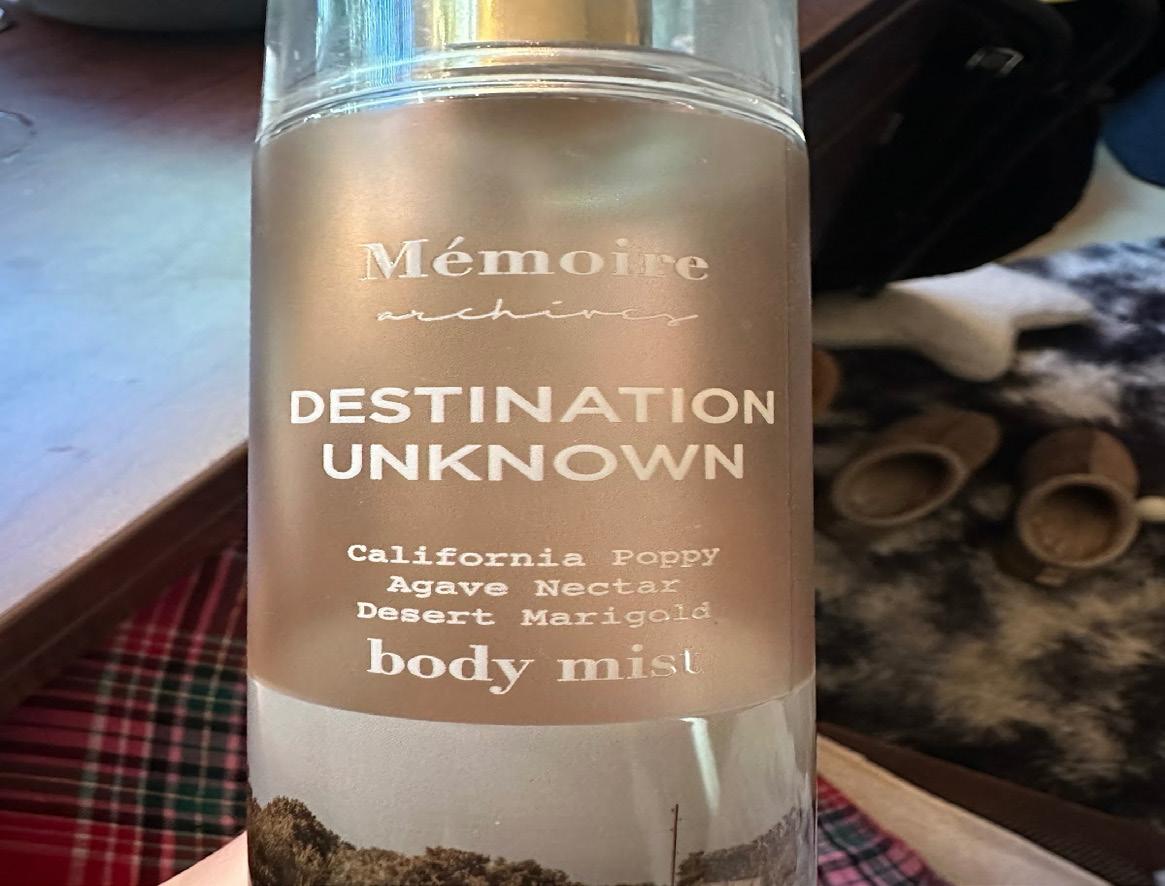 Mémoire
archives
DESTINATION
UNKNOWN
California Poppy
Agave Nectar
Desert Marigold
body mist